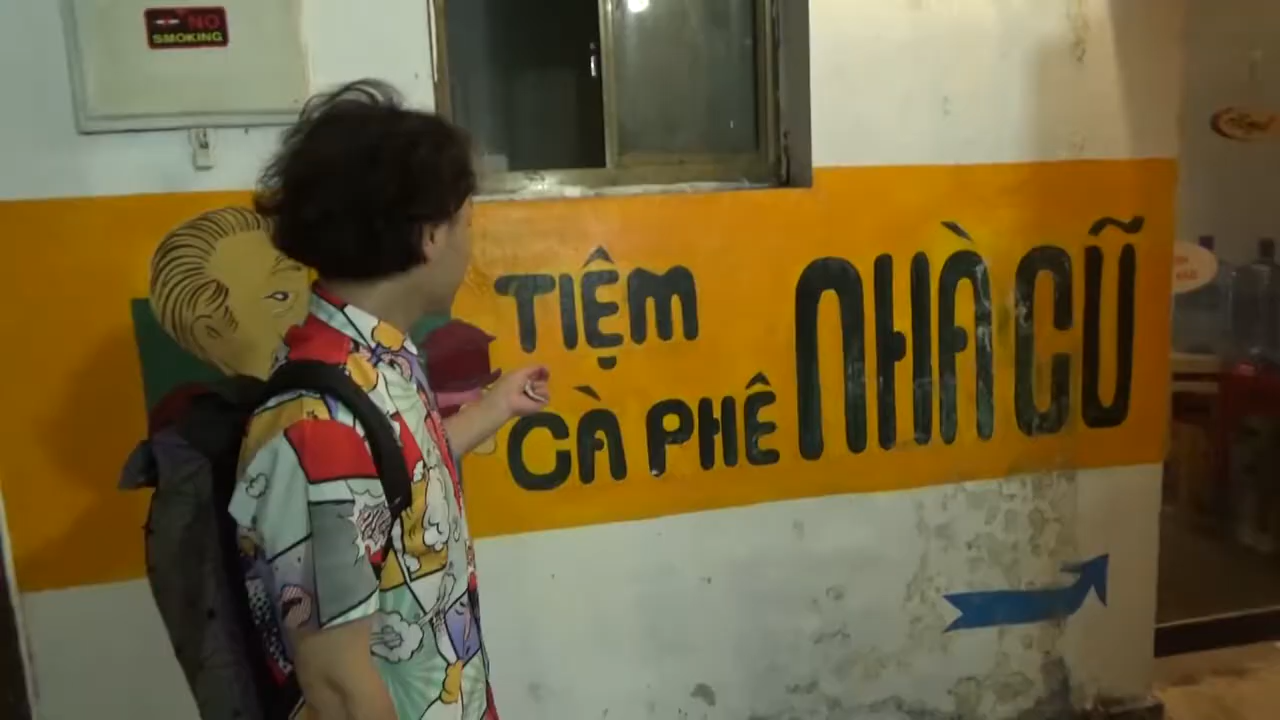 NO
SMOKING
TIỆM
CÀ PHÊ
NHÀ CŨ